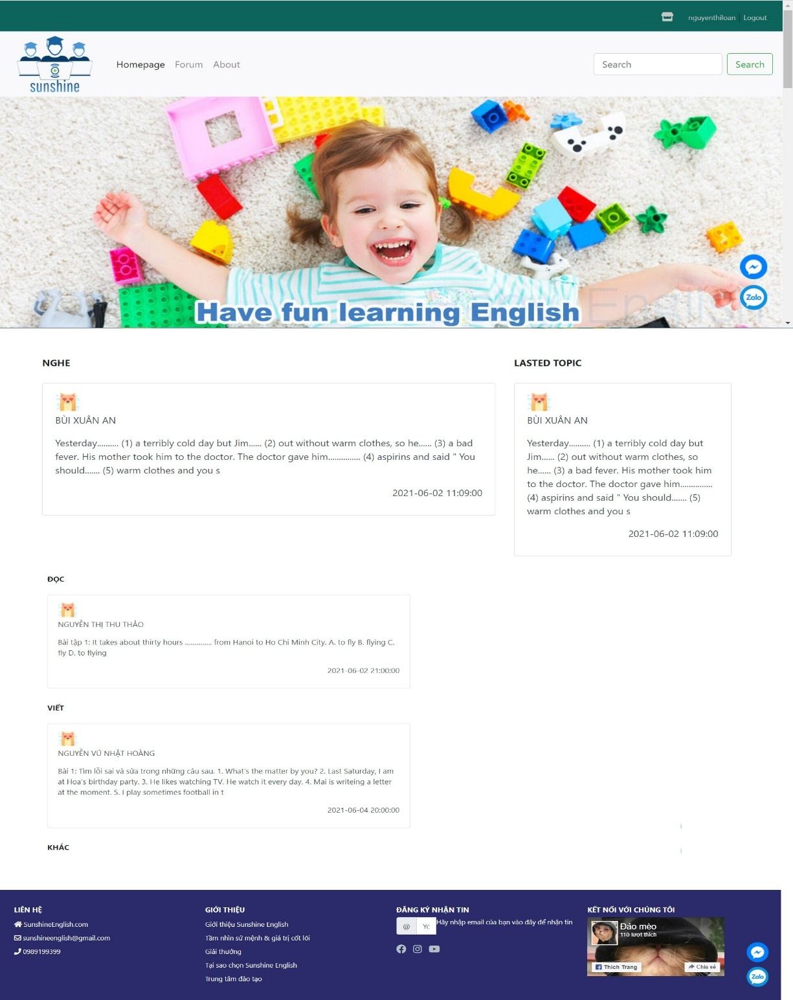 nguyenthiloan
Logout
sunshine
Homepage
Forum
About
Search
Search
Have fun learning English
Zalo
NGHE
BÙI XUÂN AN
Yesterday.......... (1) a terribly cold day but Jim...... (2) out without warm clothes, so he...... (3) a bad
fever. His mother took him to the doctor. The doctor gave him............... (4) aspirins and said " You
should....... (5) warm clothes and you s
2021-06-02 11:09:00
LASTED TOPIC
BÙI XUÂN AN
Yesterday.......... (1) a terribly cold day but
Jim...... (2) out without warm clothes, so
he...... (3) a bad fever. His mother took him
to the doctor. The doctor gave him...............
(4) aspirins and said " You should....... (5)
warm clothes and you s
2021-06-02 11:09:00
ĐỌC
NGUYỄN THỊ THU THẢO
Bài tập 1: It takes about thirty hours .............. from Hanoi to Ho Chi Minh City. A. to fly B. flying C.
fly D. to flying
2021-06-02 21:00:00
VIẾT
NGUYỄN VŨ NHẬT HOÀNG
Bài 1: Tìm lỗi sai và sửa trong những câu sau. 1. What's the matter by you? 2. Last Saturday, I am
at Hoa's birthday party. 3. He likes watching TV. He watch it every day. 4. Mai is writeing a letter
at the moment. 5. I play sometimes football in t
2021-06-04 20:00:00
KHÁC
LIÊN HỆ
SunshineEnglish.com
sunshineenglish@gmail.com
0989199399
GIỚI THIỆU
Giới thiệu Sunshine English
Tầm nhìn sứ mệnh & giá trị cốt lõi
Giải thưởng
Tại sao chọn Sunshine English
Trung tâm đào tạo
ĐĂNG KÝ NHẬN TIN
@ Yc Hãy nhập email của bạn vào đây để nhận tin
KẾT NỐI VỚI CHÚNG TÔI
Đảo mèo
110 lượt thích
Thích Trang
Chia sẻ
Zalo